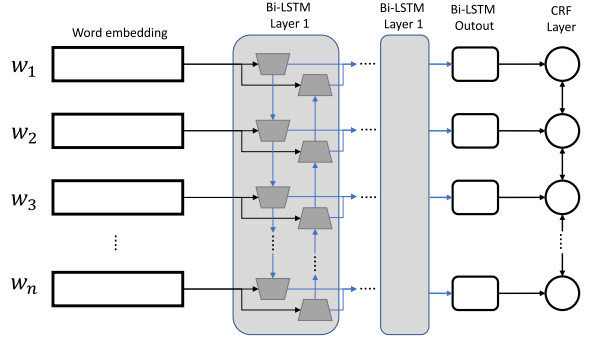 Word embedding
Bi-LSTM
Layer 1
Bi-LSTM
Layer 1
Bi-LSTM
Outout
CRF
Layer
w1
w2
w3
wn